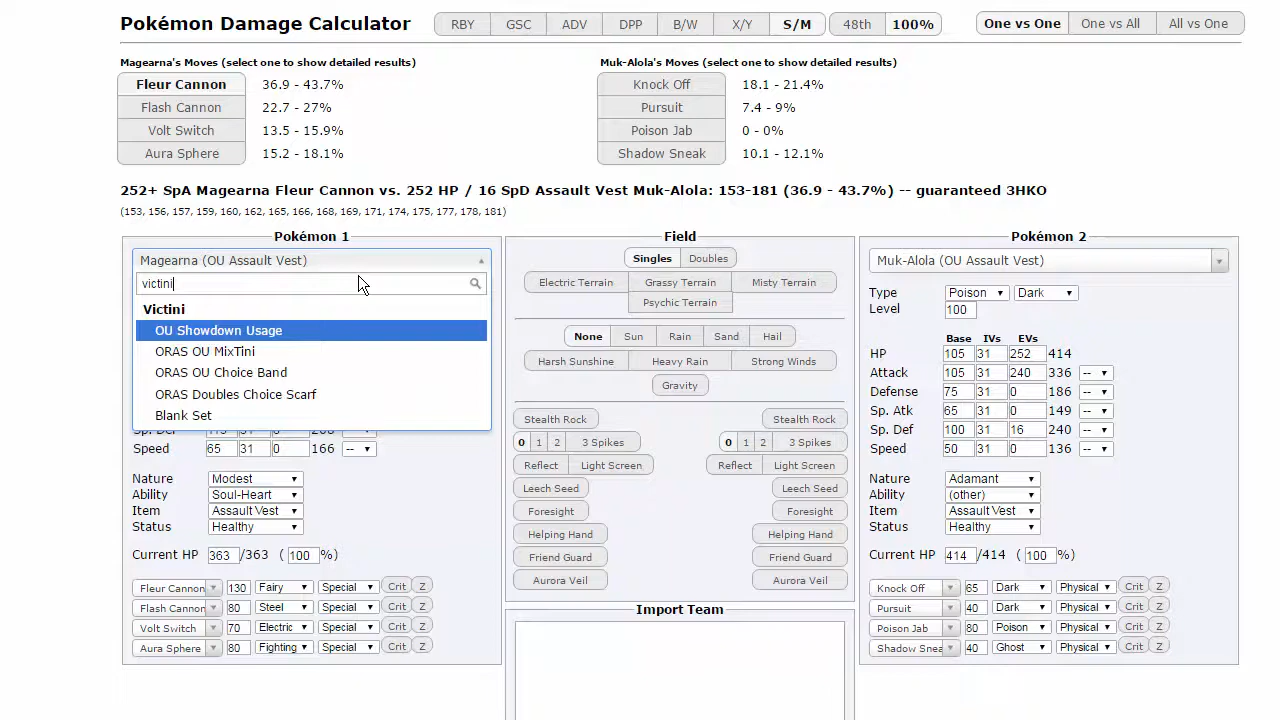 Pokémon Damage Calculator RBY GSC ADV DPP B/W X/Y S/M 48th 100% One vs One One vs All All vs One
Magearna's Moves (select one to show detailed results)
Fleur Cannon 36.9 - 43.7%
Flash Cannon 22.7 - 27%
Volt Switch 13.5 - 15.9%
Aura Sphere 15.2 - 18.1%
Muk-Alola's Moves (select one to show detailed results)
Knock Off 18.1 - 21.4%
Pursuit 7.4 - 9%
Poison Jab 0 - 0%
Shadow Sneak 10.1 - 12.1%
252+ SpA Magearna Fleur Cannon vs. 252 HP / 16 SpD Assault Vest Muk-Alola: 153-181 (36.9 - 43.7%) -- guaranteed 3HKO
(153, 156, 157, 159, 160, 162, 165, 166, 168, 169, 171, 174, 175, 177, 178, 181)
Pokémon 1
Magearna (OU Assault Vest)
victini
Victini
OU Showdown Usage
ORAS OU MixTini
ORAS OU Choice Band
ORAS Doubles Choice Scarf
Blank Set
Speed 65 31 0 166 --
Nature Modest
Ability Soul-Heart
Item Assault Vest
Status Healthy
Current HP 363 /363 ( 100 %)
Fleur Cannon 130 Fairy Special Crit Z
Flash Cannon 80 Steel Special Crit Z
Volt Switch 70 Electric Special Crit Z
Aura Sphere 80 Fighting Special Crit Z
Field
Singles Doubles
Electric Terrain Grassy Terrain Misty Terrain
Psychic Terrain
None Sun Rain Sand Hail
Harsh Sunshine Heavy Rain Strong Winds
Gravity
Stealth Rock Stealth Rock
0 1 2 3 Spikes 0 1 2 3 Spikes
Reflect Light Screen Reflect Light Screen
Leech Seed Leech Seed
Foresight Foresight
Helping Hand Helping Hand
Friend Guard Friend Guard
Aurora Veil Aurora Veil
Import Team
Pokémon 2
Muk-Alola (OU Assault Vest)
Type Poison Dark
Level 100
Base IVs EVs
HP 105 31 252 414
Attack 105 31 240 336 --
Defense 75 31 0 186 --
Sp. Atk 65 31 0 149 --
Sp. Def 100 31 16 240 --
Speed 50 31 0 136 --
Nature Adamant
Ability (other)
Item Assault Vest
Status Healthy
Current HP 414 /414 ( 100 %)
Knock Off 65 Dark Physical Crit Z
Pursuit 40 Dark Physical Crit Z
Poison Jab 80 Poison Physical Crit Z
Shadow Snea 40 Ghost Physical Crit Z